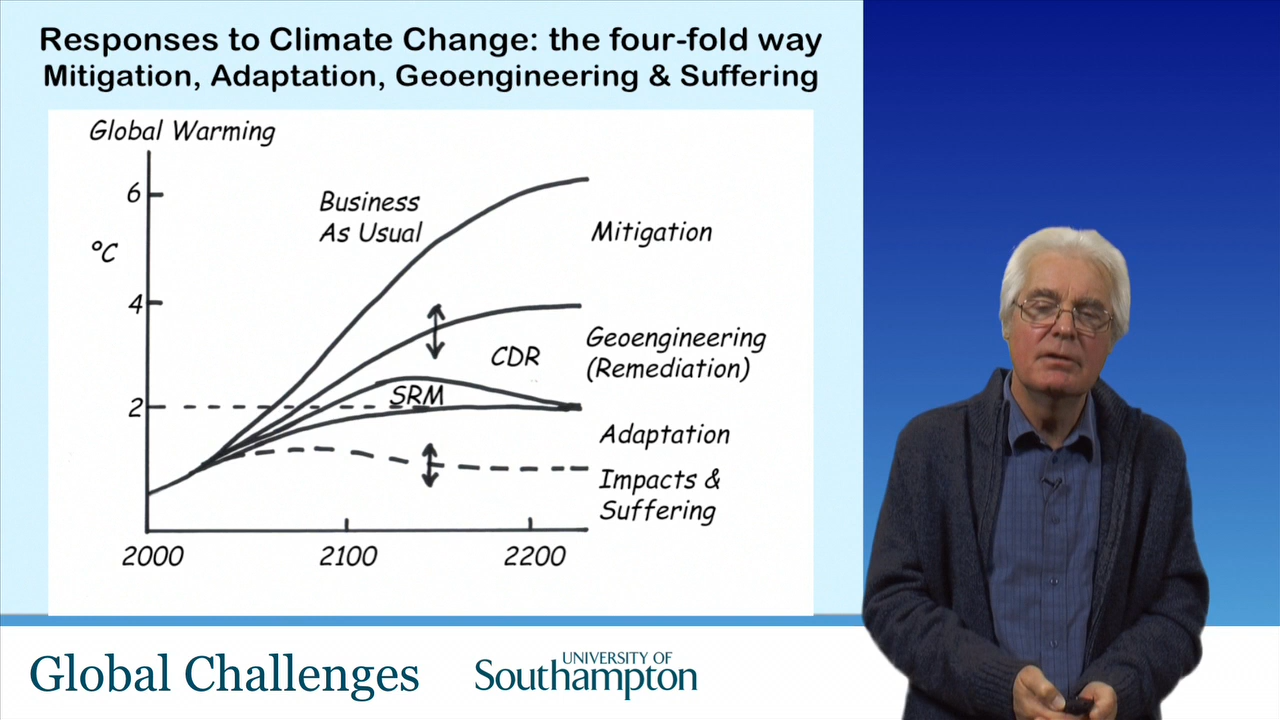 Responses to Climate Change: the four-fold way
Mitigation, Adaptation, Geoengineering & Suffering
Global Warming
6
Business
As Usual
Mitigation
°C
4
Geoengineering
(Remediation)
CDR
SRM
2
Adaptation
Impacts &
Suffering
2000
2100
2200
Global Challenges
UNIVERSITY OF
Southampton